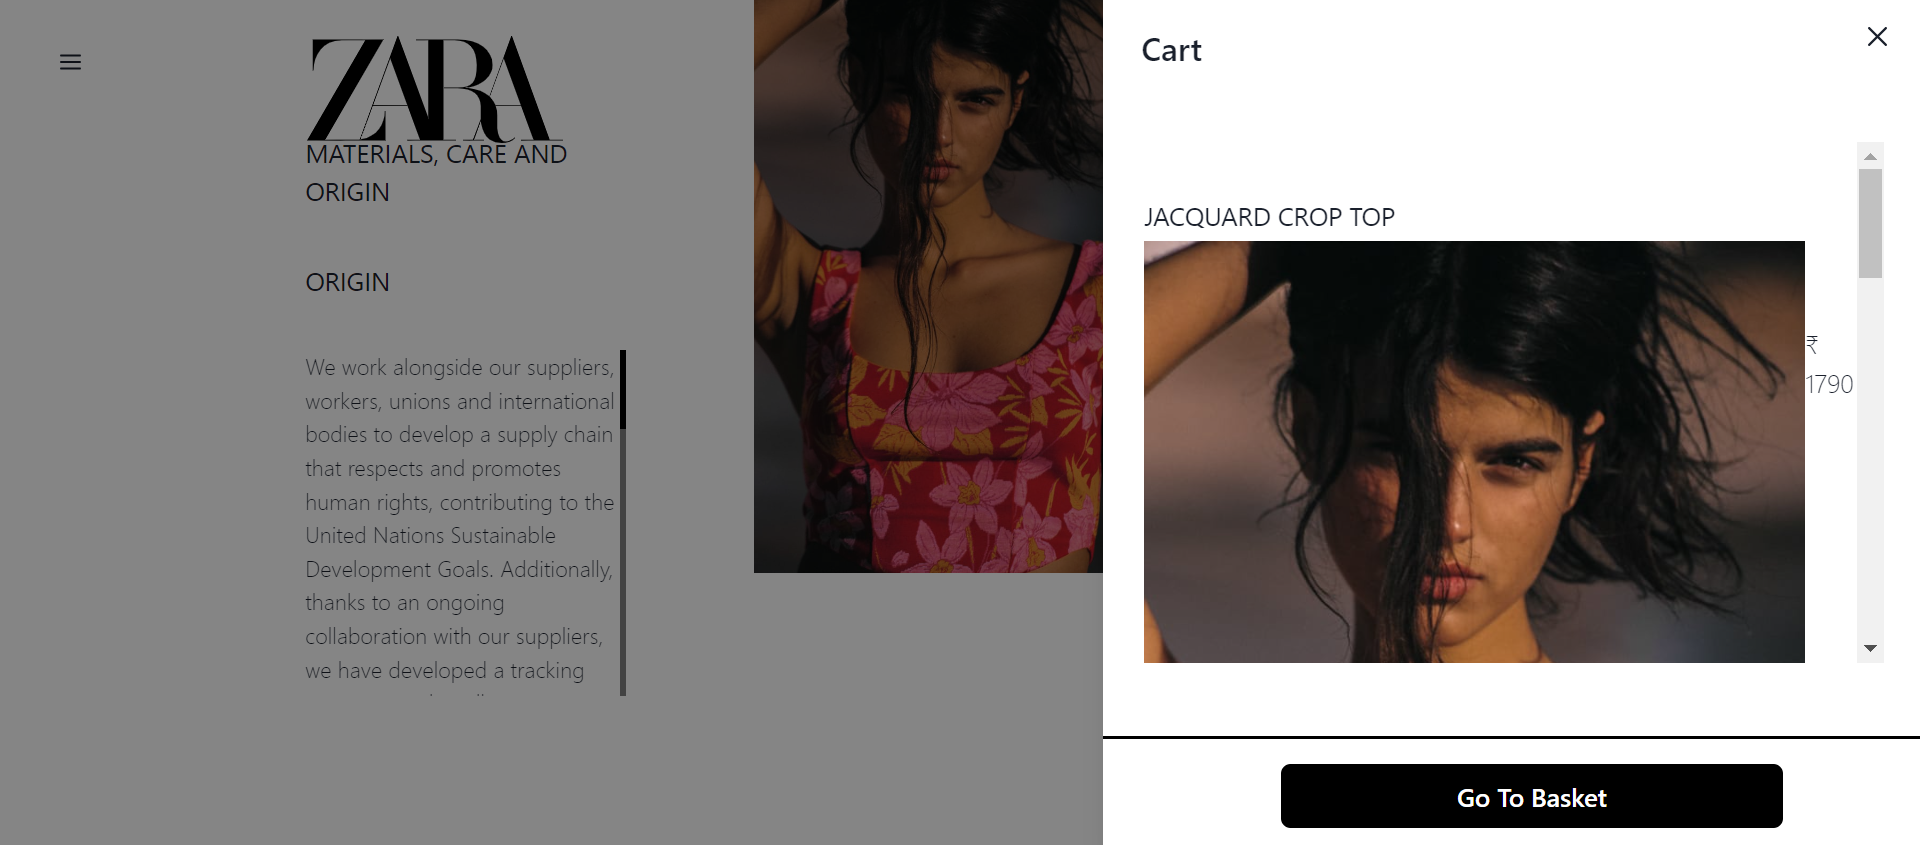 ZARA
MATERIALS, CARE AND
ORIGIN
ORIGIN
We work alongside our suppliers,
workers, unions and international
bodies to develop a supply chain
that respects and promotes
human rights, contributing to the
United Nations Sustainable
Development Goals. Additionally,
thanks to an ongoing
collaboration with our suppliers,
we have developed a tracking
Cart
JACQUARD CROP TOP
₹
1790
Go To Basket